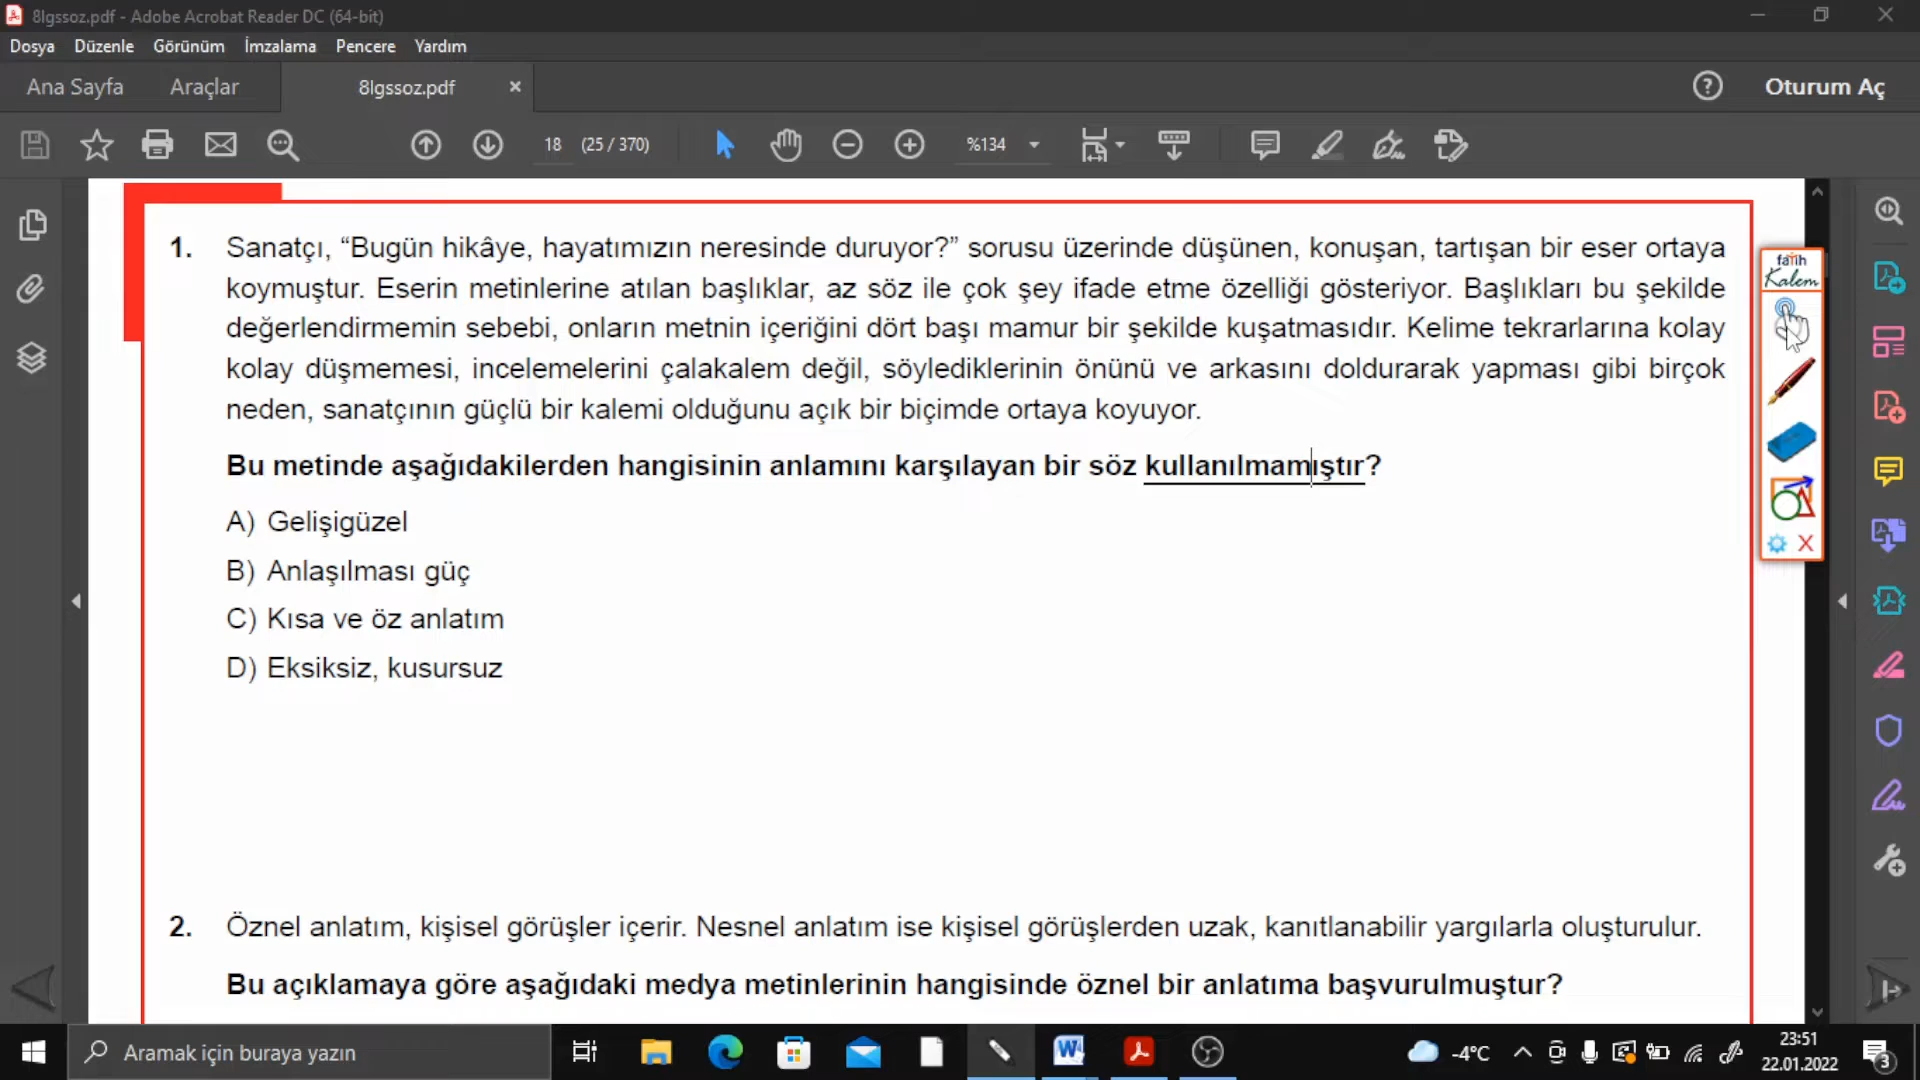 8lgssoz.pdf - Adobe Acrobat Reader DC (64-bit)
Dosya Düzenle Görünüm İmzalama Pencere Yardım
Ana Sayfa Araçlar 8lgssoz.pdf Oturum Aç
18 (25 / 370) %134
1. Sanatçı, “Bugün hikâye, hayatımızın neresinde duruyor?” sorusu üzerinde düşünen, konuşan, tartışan bir eser ortaya
koymuştur. Eserin metinlerine atılan başlıklar, az söz ile çok şey ifade etme özelliği gösteriyor. Başlıkları bu şekilde
değerlendirmemin sebebi, onların metnin içeriğini dört başı mamur bir şekilde kuşatmasıdır. Kelime tekrarlarına kolay
kolay düşmemesi, incelemelerini çalakalem değil, söylediklerinin önünü ve arkasını doldurarak yapması gibi birçok
neden, sanatçının güçlü bir kalemi olduğunu açık bir biçimde ortaya koyuyor.
Bu metinde aşağıdakilerden hangisinin anlamını karşılayan bir söz kullanılmamıştır?
A) Gelişigüzel
B) Anlaşılması güç
C) Kısa ve öz anlatım
D) Eksiksiz, kusursuz
fatih
Kalem
X
2. Öznel anlatım, kişisel görüşler içerir. Nesnel anlatım ise kişisel görüşlerden uzak, kanıtlanabilir yargılarla oluşturulur.
Bu açıklamaya göre aşağıdaki medya metinlerinin hangisinde öznel bir anlatıma başvurulmuştur?
Aramak için buraya yazın
-4°C
23:51
22.01.2022
3